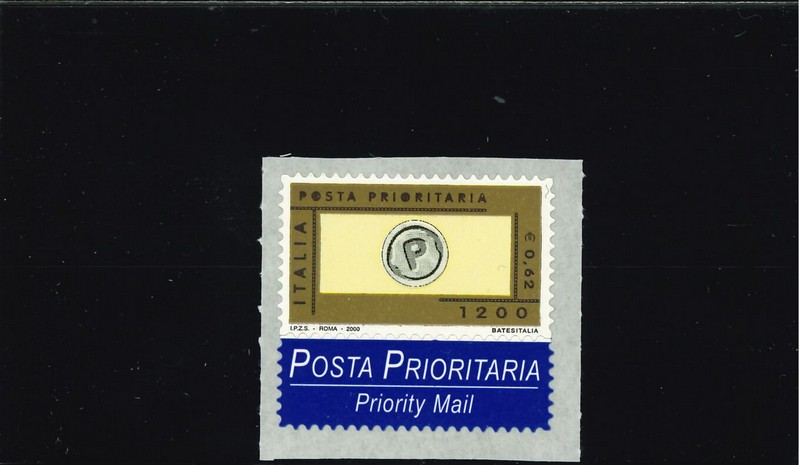 POSTA PRIORITARIA
ITALIA
P
€ 0,62
1200
I.P.Z.S. - ROMA - 2000 BATESITALIA
POSTA PRIORITARIA
Priority Mail